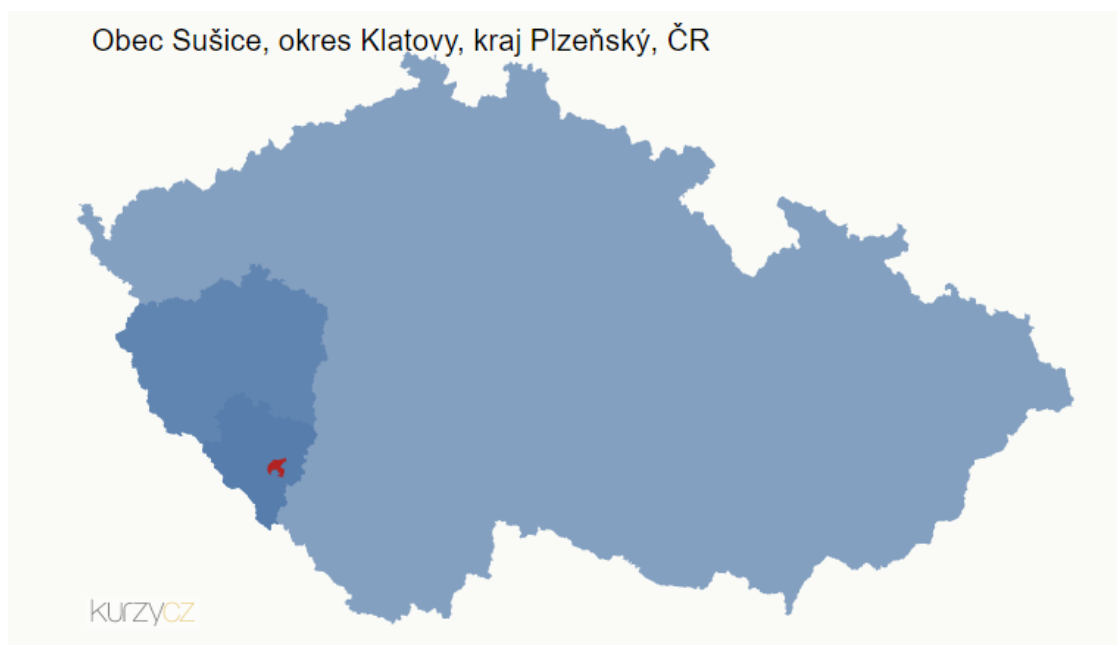 Obec Sušice, okres Klatovy, kraj Plzeňský, ČR
kurzycz